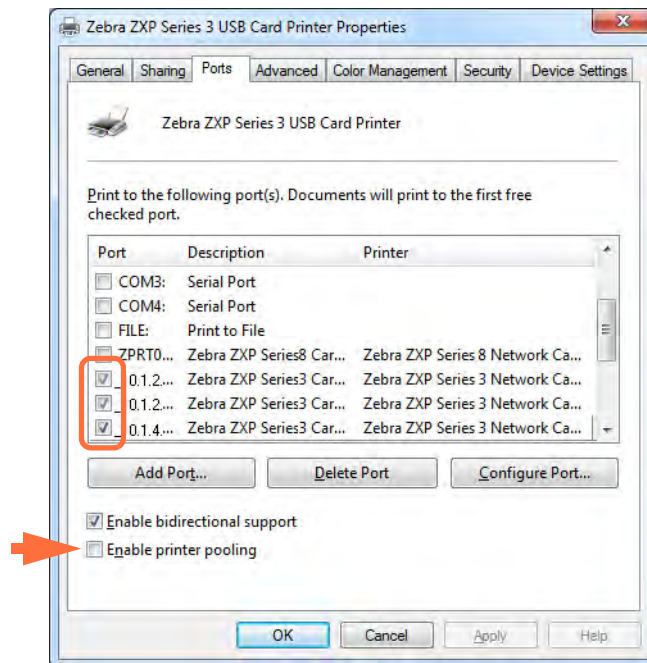 Zebra ZXP Series 3 USB Card Printer Properties
General Sharing Ports Advanced Color Management Security Device Settings
Zebra ZXP Series 3 USB Card Printer
Print to the following port(s). Documents will print to the first free
checked port.
Port Description Printer
COM3: Serial Port
COM4: Serial Port
FILE: Print to File
ZPRT0... Zebra ZXP Series8 Car... Zebra ZXP Series 8 Network Ca...
_0.1.2.... Zebra ZXP Series3 Car... Zebra ZXP Series 3 Network Ca...
_0.1.2.... Zebra ZXP Series3 Car... Zebra ZXP Series 3 Network Ca...
_0.1.4.... Zebra ZXP Series3 Car... Zebra ZXP Series 3 Network Ca...
Add Port... Delete Port Configure Port...
Enable bidirectional support
Enable printer pooling
OK Cancel Apply Help